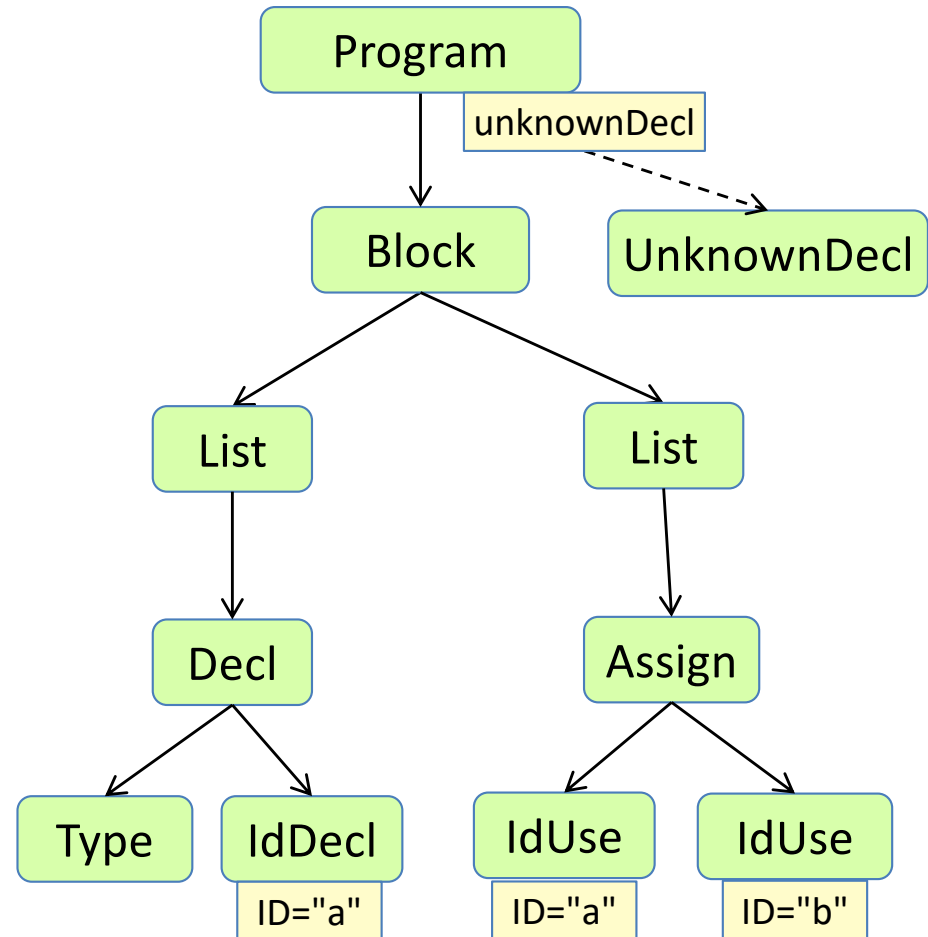 Program
unknownDecl
Block
UnknownDecl
List
List
Decl
Assign
Type
IdDecl
IdUse
IdUse
ID="a"
ID="a"
ID="b"